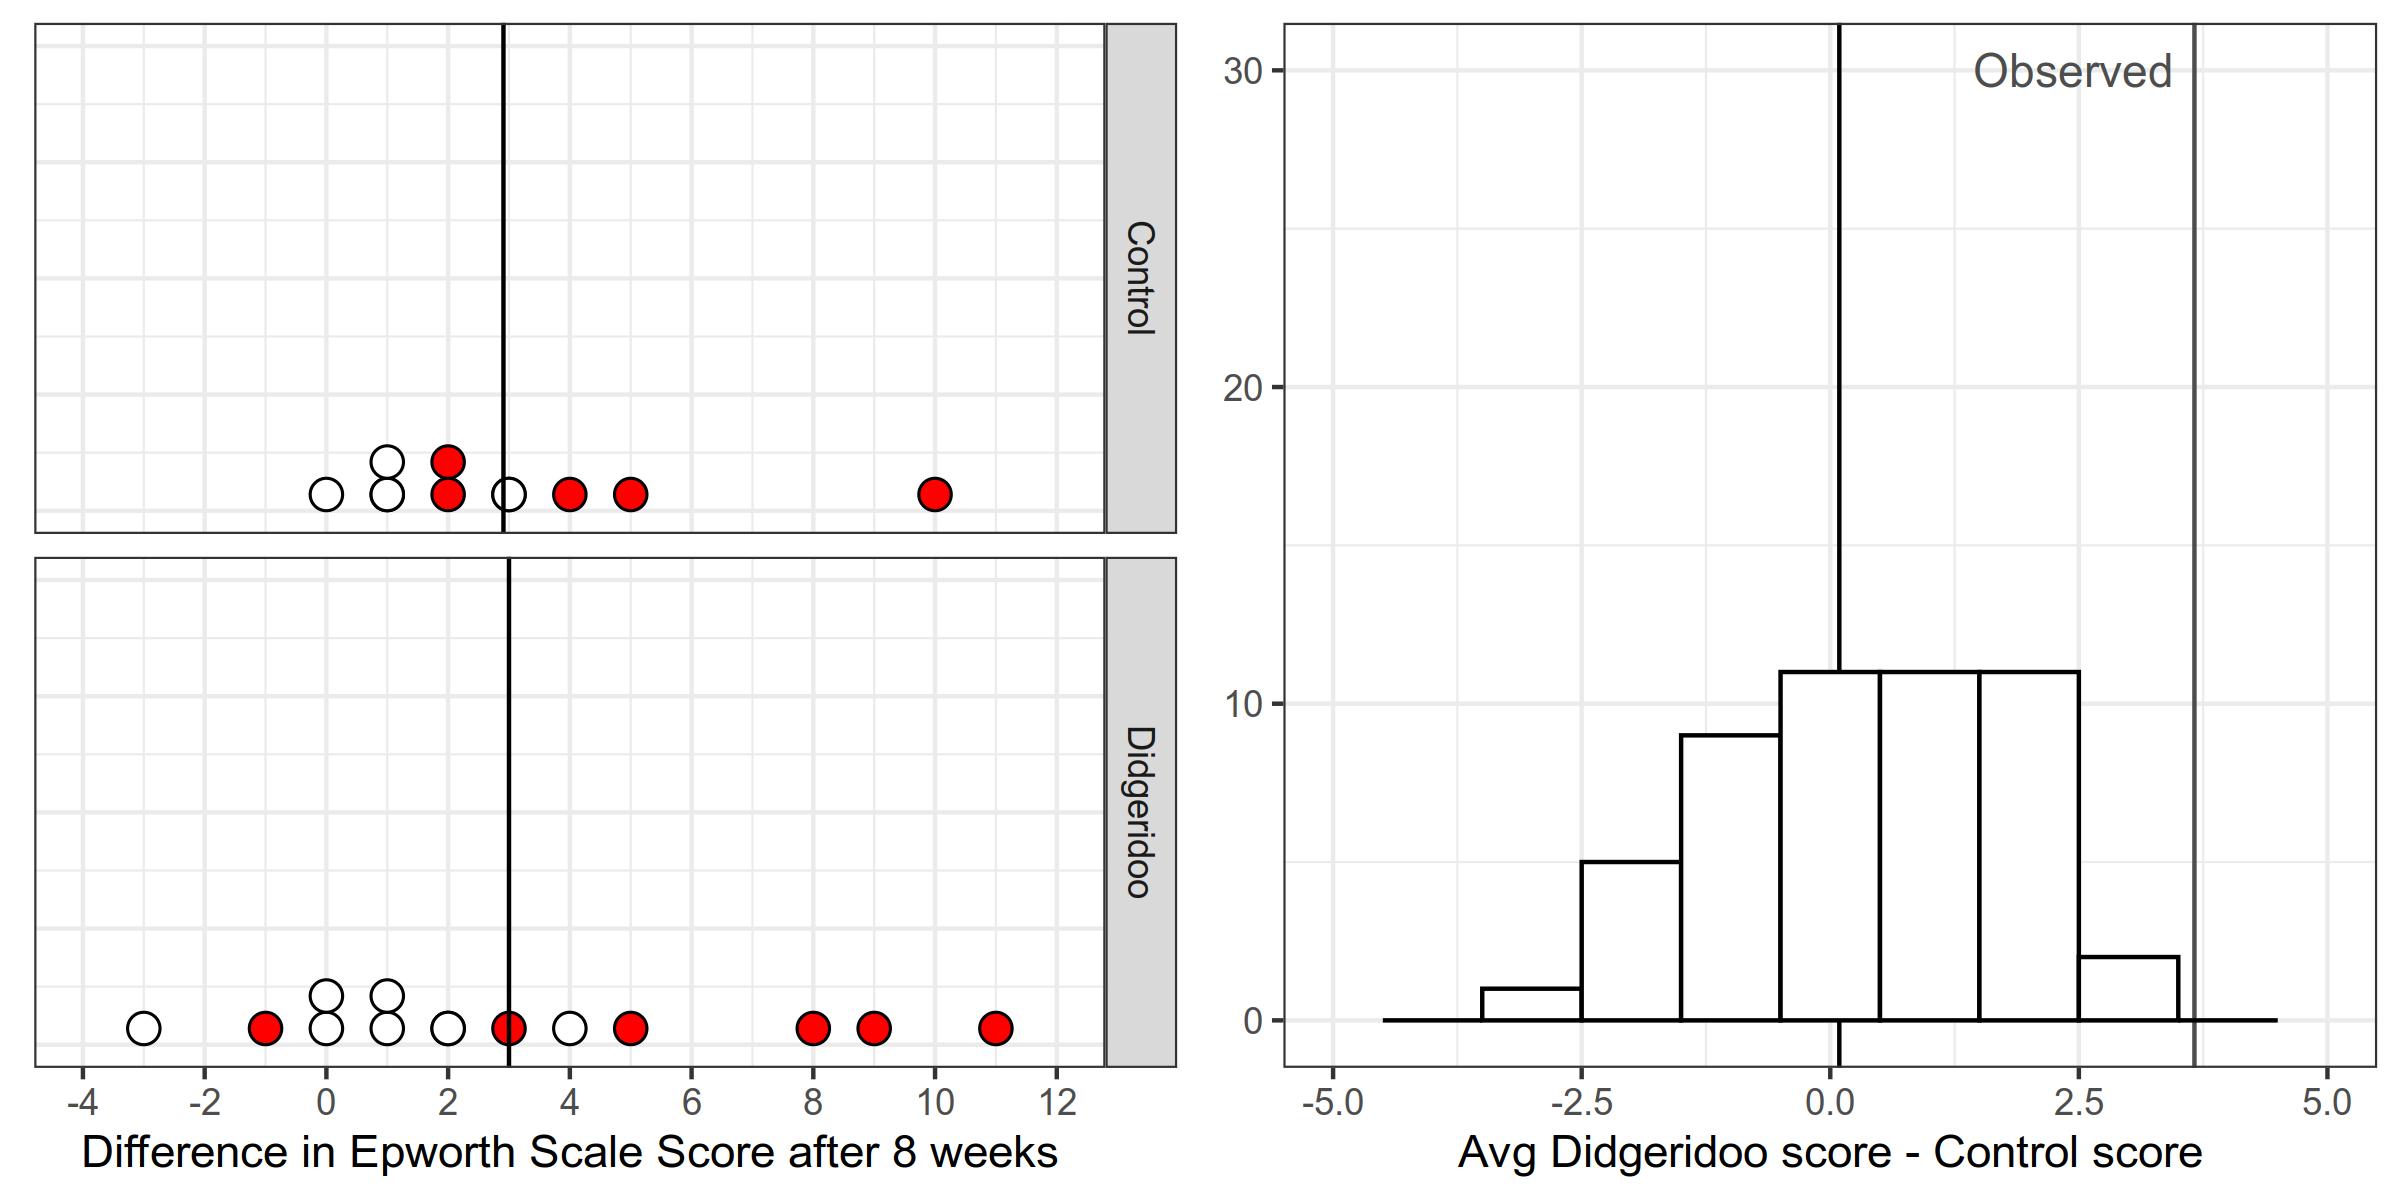 Control
Didgeridoo
-4 -2 0 2 4 6 8 10 12
Difference in Epworth Scale Score after 8 weeks
Observed
30
20
10
0
-5.0 -2.5 0.0 2.5 5.0
Avg Didgeridoo score - Control score